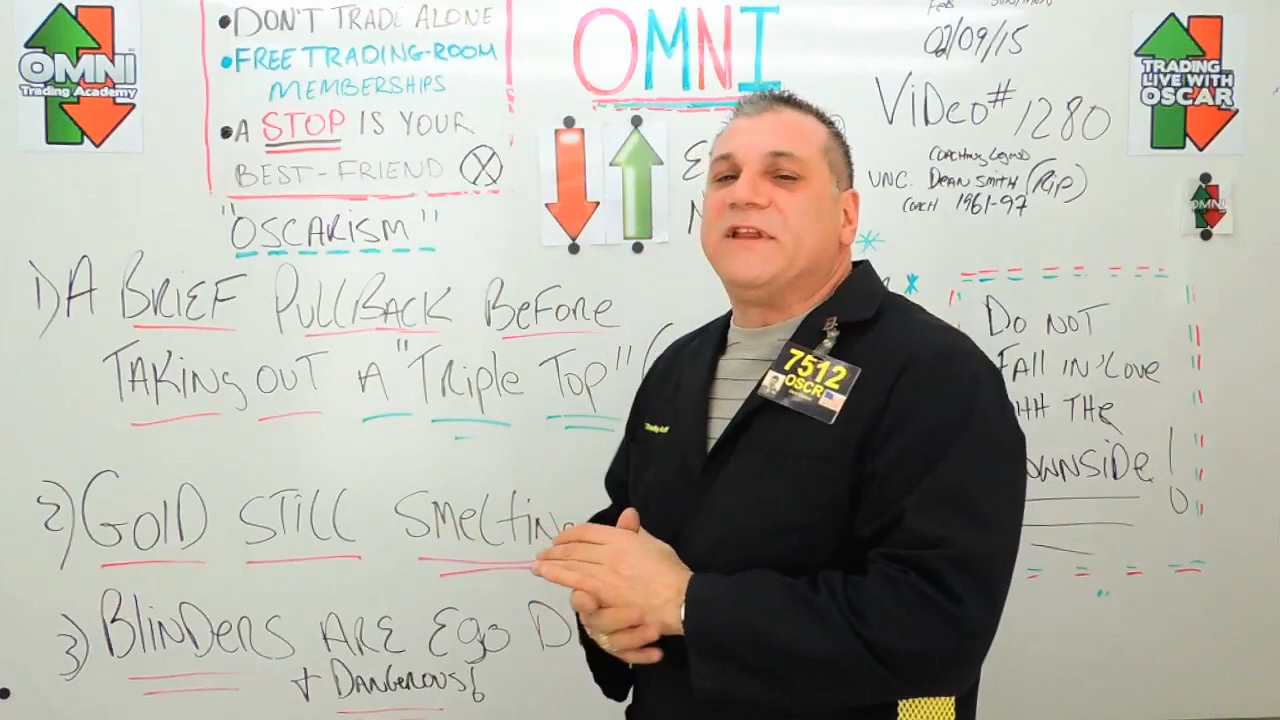 OMNI
Trading Academy
•DON'T TRADE ALONE
•FREE TRADING-ROOM
MEMBERSHIPS
•A STOP IS YOUR
BEST-FRIEND
"OSCARISM"
OMNI
02/09/15
ViDeo# 1280
COACHing Legend
UNC. DEAN SMITH (Rip)
COACH 1961-97
TRADING
LIVE WITH
OSCAR
OMNI
1) A BRIEF PULLBACK BEFORE
TAKING OUT A "TRIPLE TOP" (
2) GOLD STILL SMELTIN
3) BLINDERS ARE EGO D
+ DANGEROUS!
DO NOT
FALL IN'LOVE
THE
OWNSIDE!
7512
OSCR